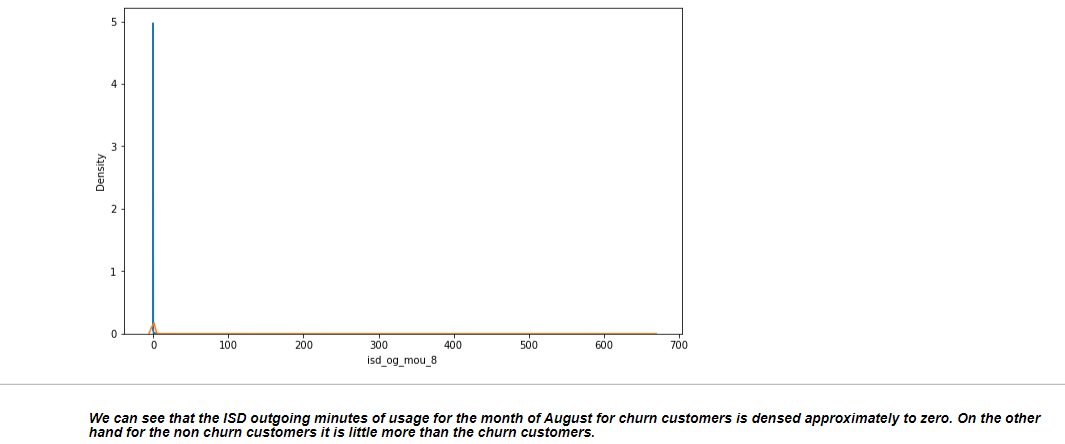 5
4
3
2
1
0
Density
0 100 200 300 400 500 600 700
isd_og_mou_8
We can see that the ISD outgoing minutes of usage for the month of August for churn customers is densed approximately to zero. On the other
hand for the non churn customers it is little more than the churn customers.